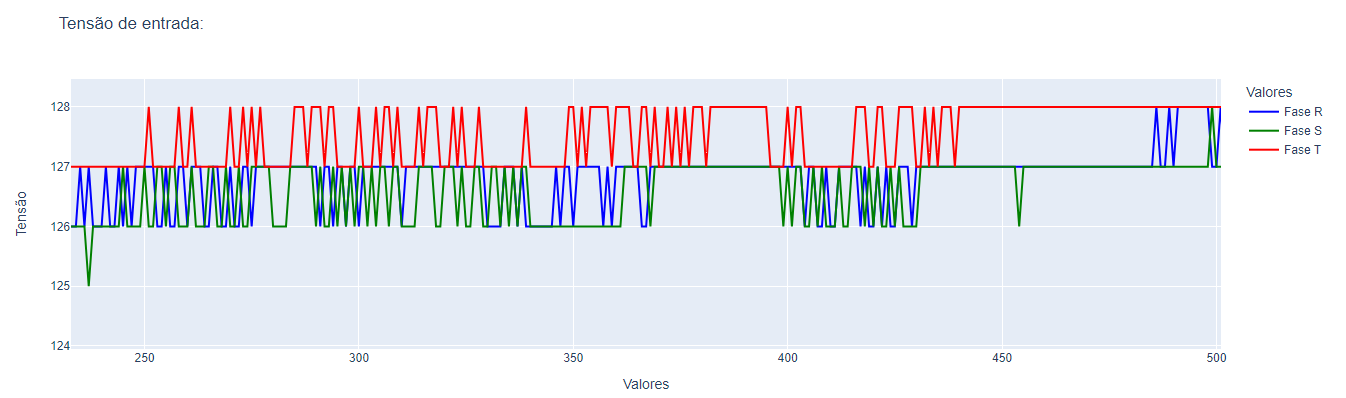 Tensão de entrada:
Valores
Fase R
Fase S
Fase T
Tensão
128
127
126
125
124
250
300
350
400
450
500
Valores